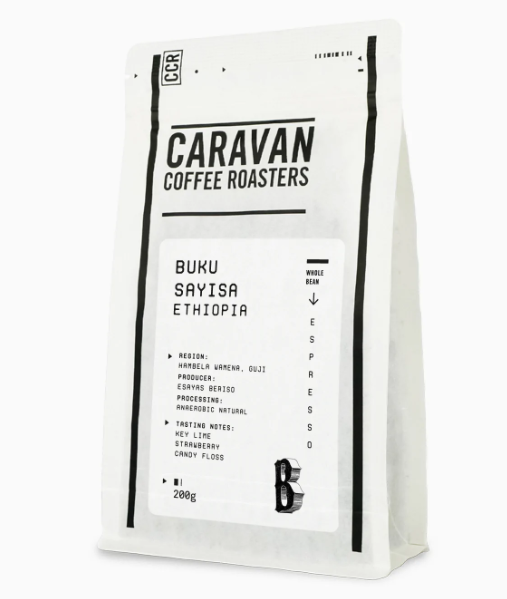 CCR
CARAVAN
COFFEE ROASTERS
BUKU
SAYISA
ETHIOPIA
WHOLE
BEAN
ESPRESSO
REGION:
HAMBELA WAMENA, GUJI
PRODUCER:
ESAYAS BERISO
PROCESSING:
ANAEROBIC NATURAL
TASTING NOTES:
KEY LIME
STRAWBERRY
CANDY FLOSS
200g
B